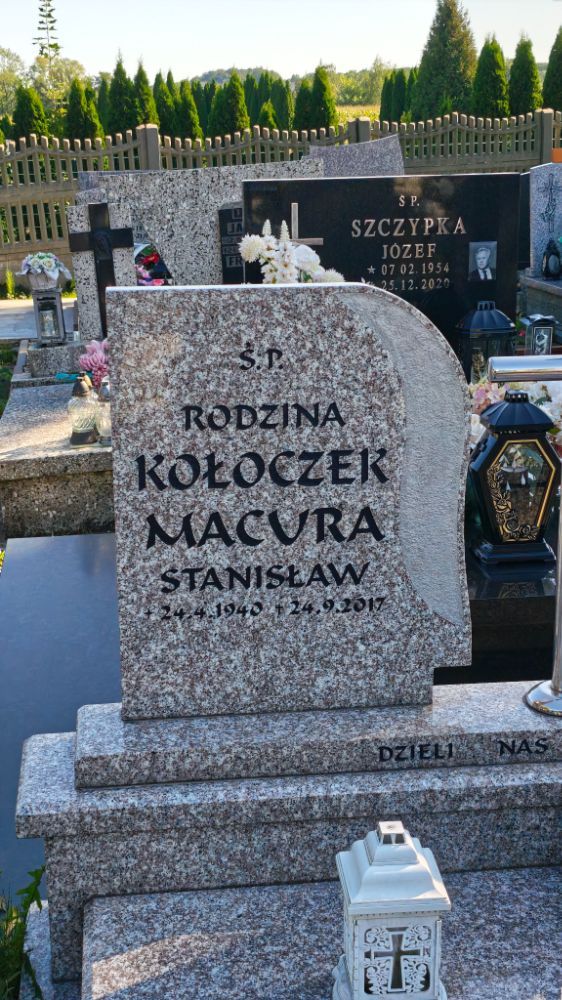 Ś.P.
RODZINA
KOŁOCZEK
MACURA
STANISŁAW
* 24.4.1940 † 24.9.2017
DZIELI NAS
Ś.P.
SZCZYPKA
JÓZEF
* 07 02 1954
25.12.2020